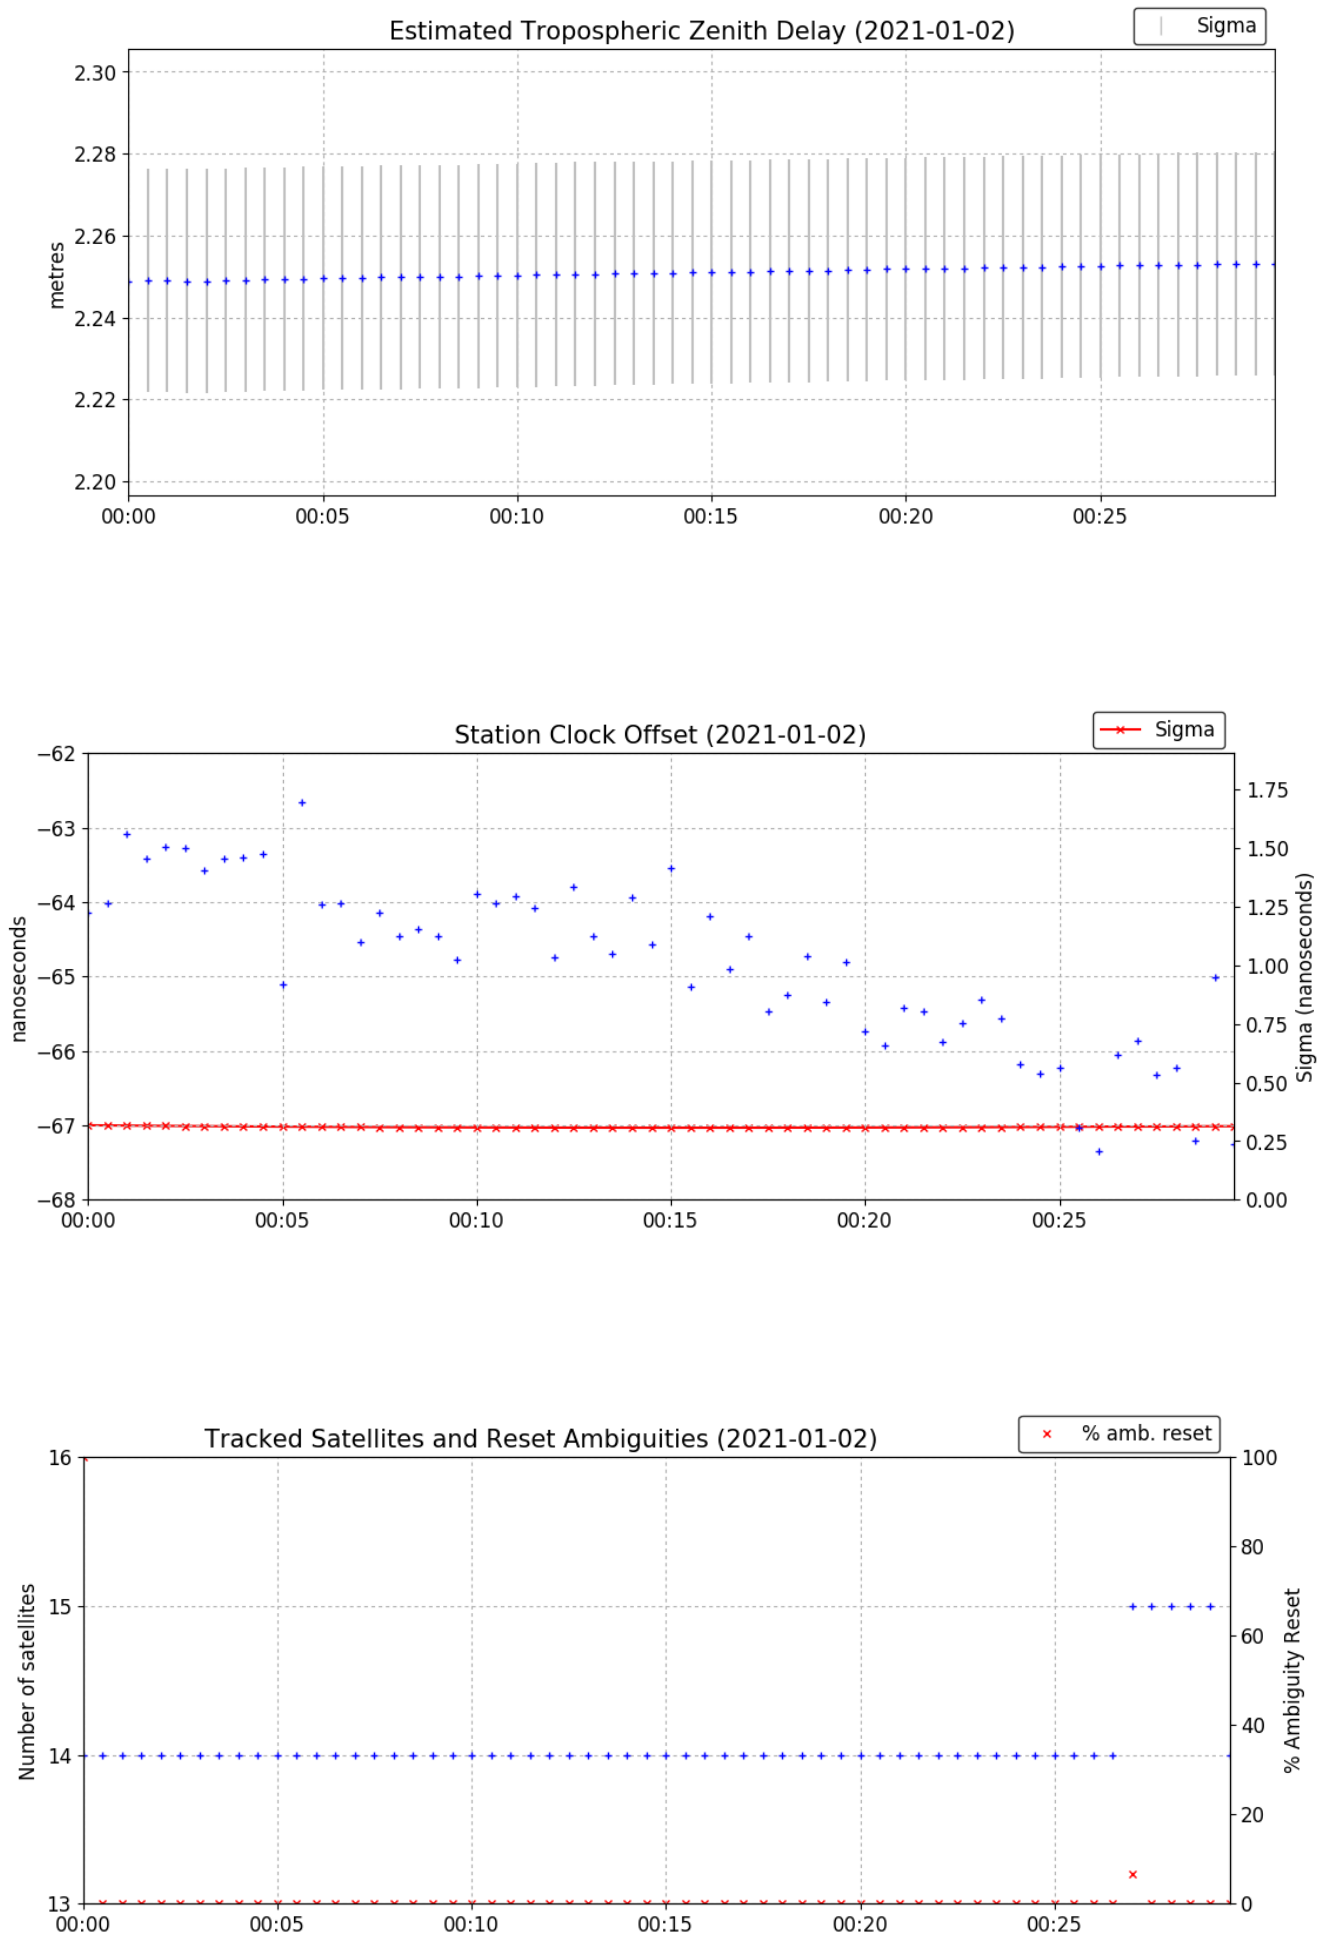 Estimated Tropospheric Zenith Delay (2021-01-02)
Sigma
2.30
2.28
2.26
2.24
2.22
2.20
metres
00:00 00:05 00:10 00:15 00:20 00:25
Station Clock Offset (2021-01-02)
Sigma
−62
−63
−64
−65
−66
−67
−68
nanoseconds
1.75
1.50
1.25
1.00
0.75
0.50
0.25
0.00
Sigma (nanoseconds)
00:00 00:05 00:10 00:15 00:20 00:25
Tracked Satellites and Reset Ambiguities (2021-01-02)
% amb. reset
16
15
14
13
Number of satellites
100
80
60
40
20
0
% Ambiguity Reset
00:00 00:05 00:10 00:15 00:20 00:25